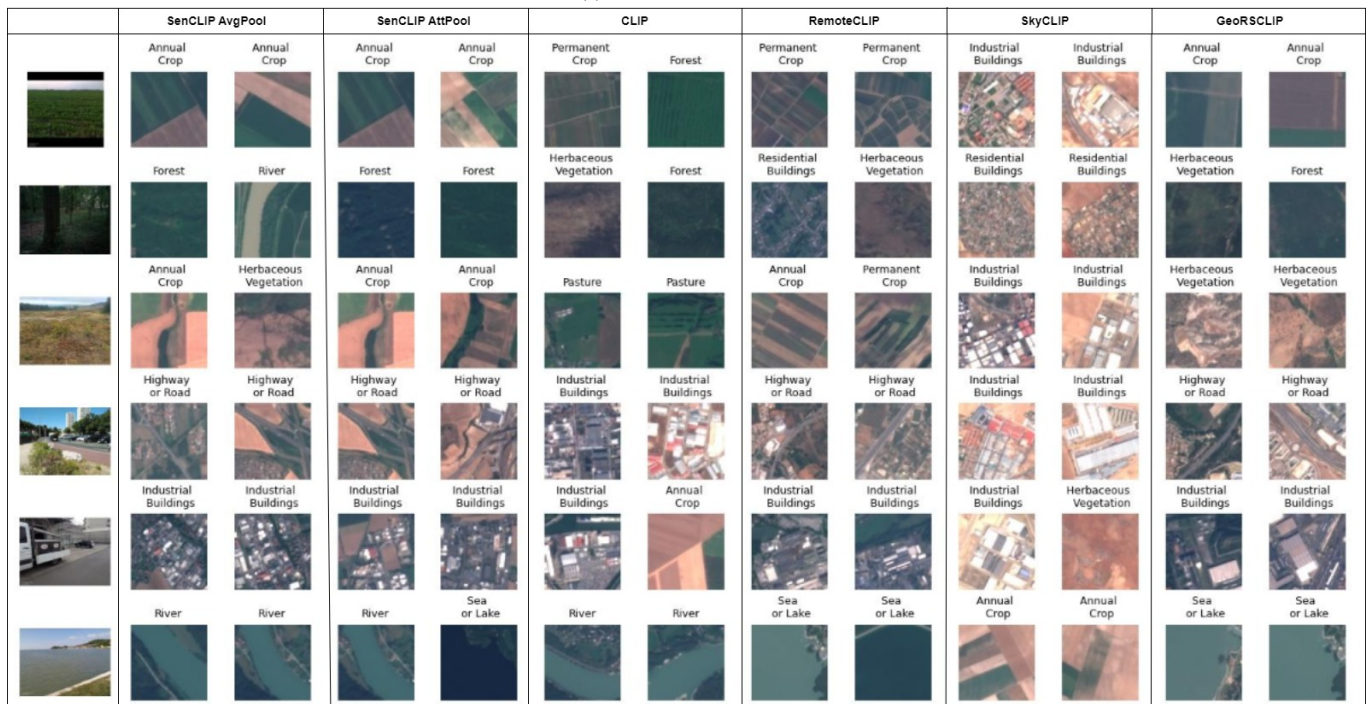 SenCLIP AvgPool SenCLIP AttPool CLIP RemoteCLIP SkyCLIP GeoRSCLIP
Annual Crop Annual Crop Annual Crop Annual Crop Permanent Crop Forest Permanent Crop Permanent Crop Industrial Buildings Industrial Buildings Annual Crop Annual Crop
Forest River Forest Forest Herbaceous Vegetation Forest Residential Buildings Herbaceous Vegetation Residential Buildings Residential Buildings Herbaceous Vegetation Forest
Annual Crop Herbaceous Vegetation Annual Crop Annual Crop Pasture Pasture Annual Crop Permanent Crop Industrial Buildings Industrial Buildings Herbaceous Vegetation Herbaceous Vegetation
Highway or Road Highway or Road Highway or Road Highway or Road Industrial Buildings Industrial Buildings Highway or Road Highway or Road Industrial Buildings Industrial Buildings Highway or Road Highway or Road
Industrial Buildings Industrial Buildings Industrial Buildings Industrial Buildings Industrial Buildings Annual Crop Industrial Buildings Industrial Buildings Industrial Buildings Herbaceous Vegetation Industrial Buildings Industrial Buildings
River River River Sea or Lake River River Sea or Lake Sea or Lake Annual Crop Annual Crop Sea or Lake Sea or Lake